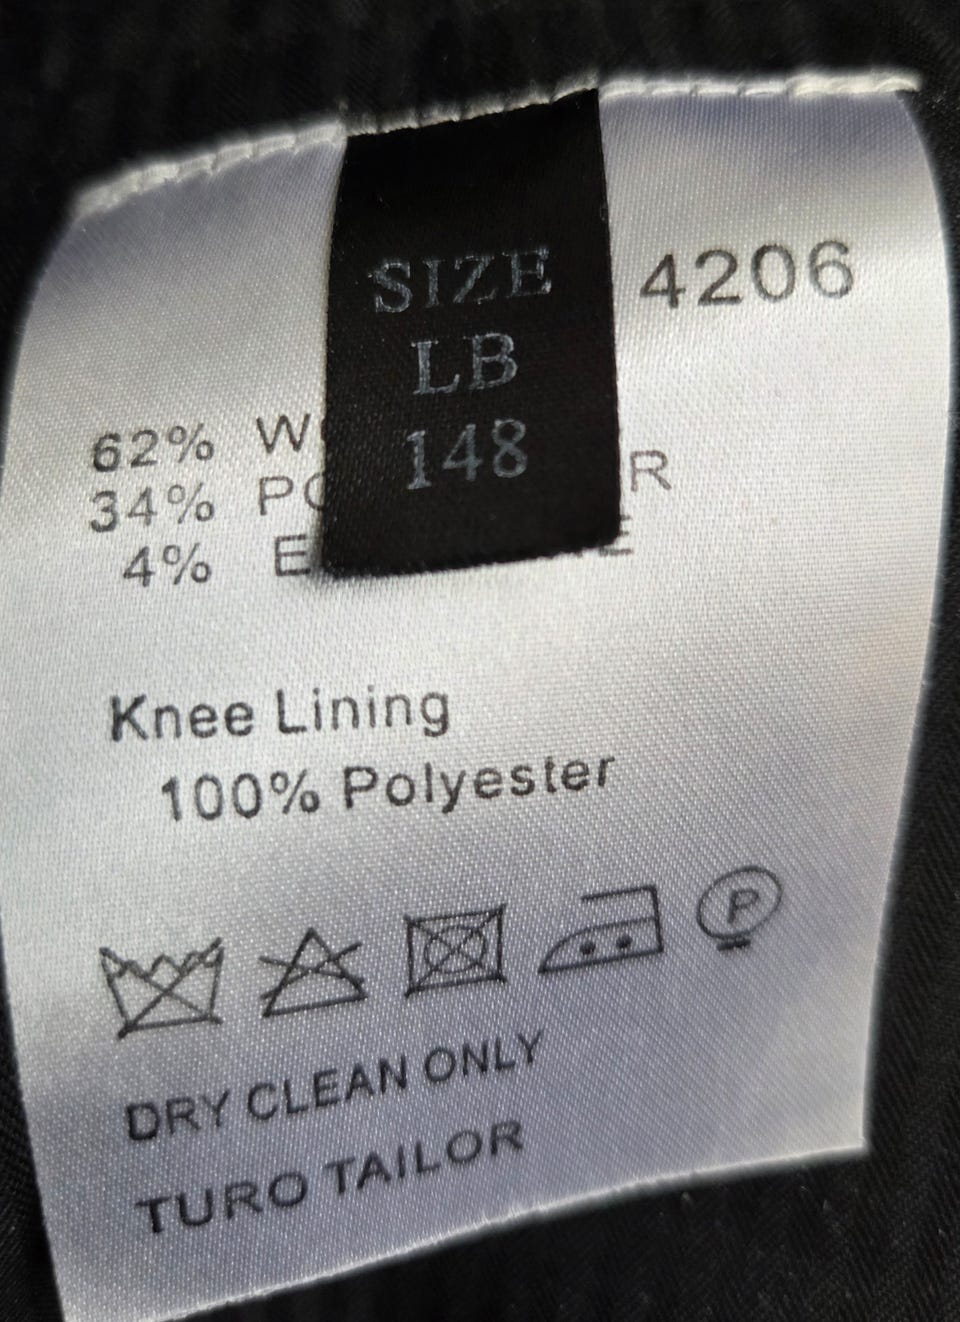 SIZE
LB
148
4206
62% W
34% PO R
4% E E
Knee Lining
100% Polyester
P
DRY CLEAN ONLY
TURO TAILOR